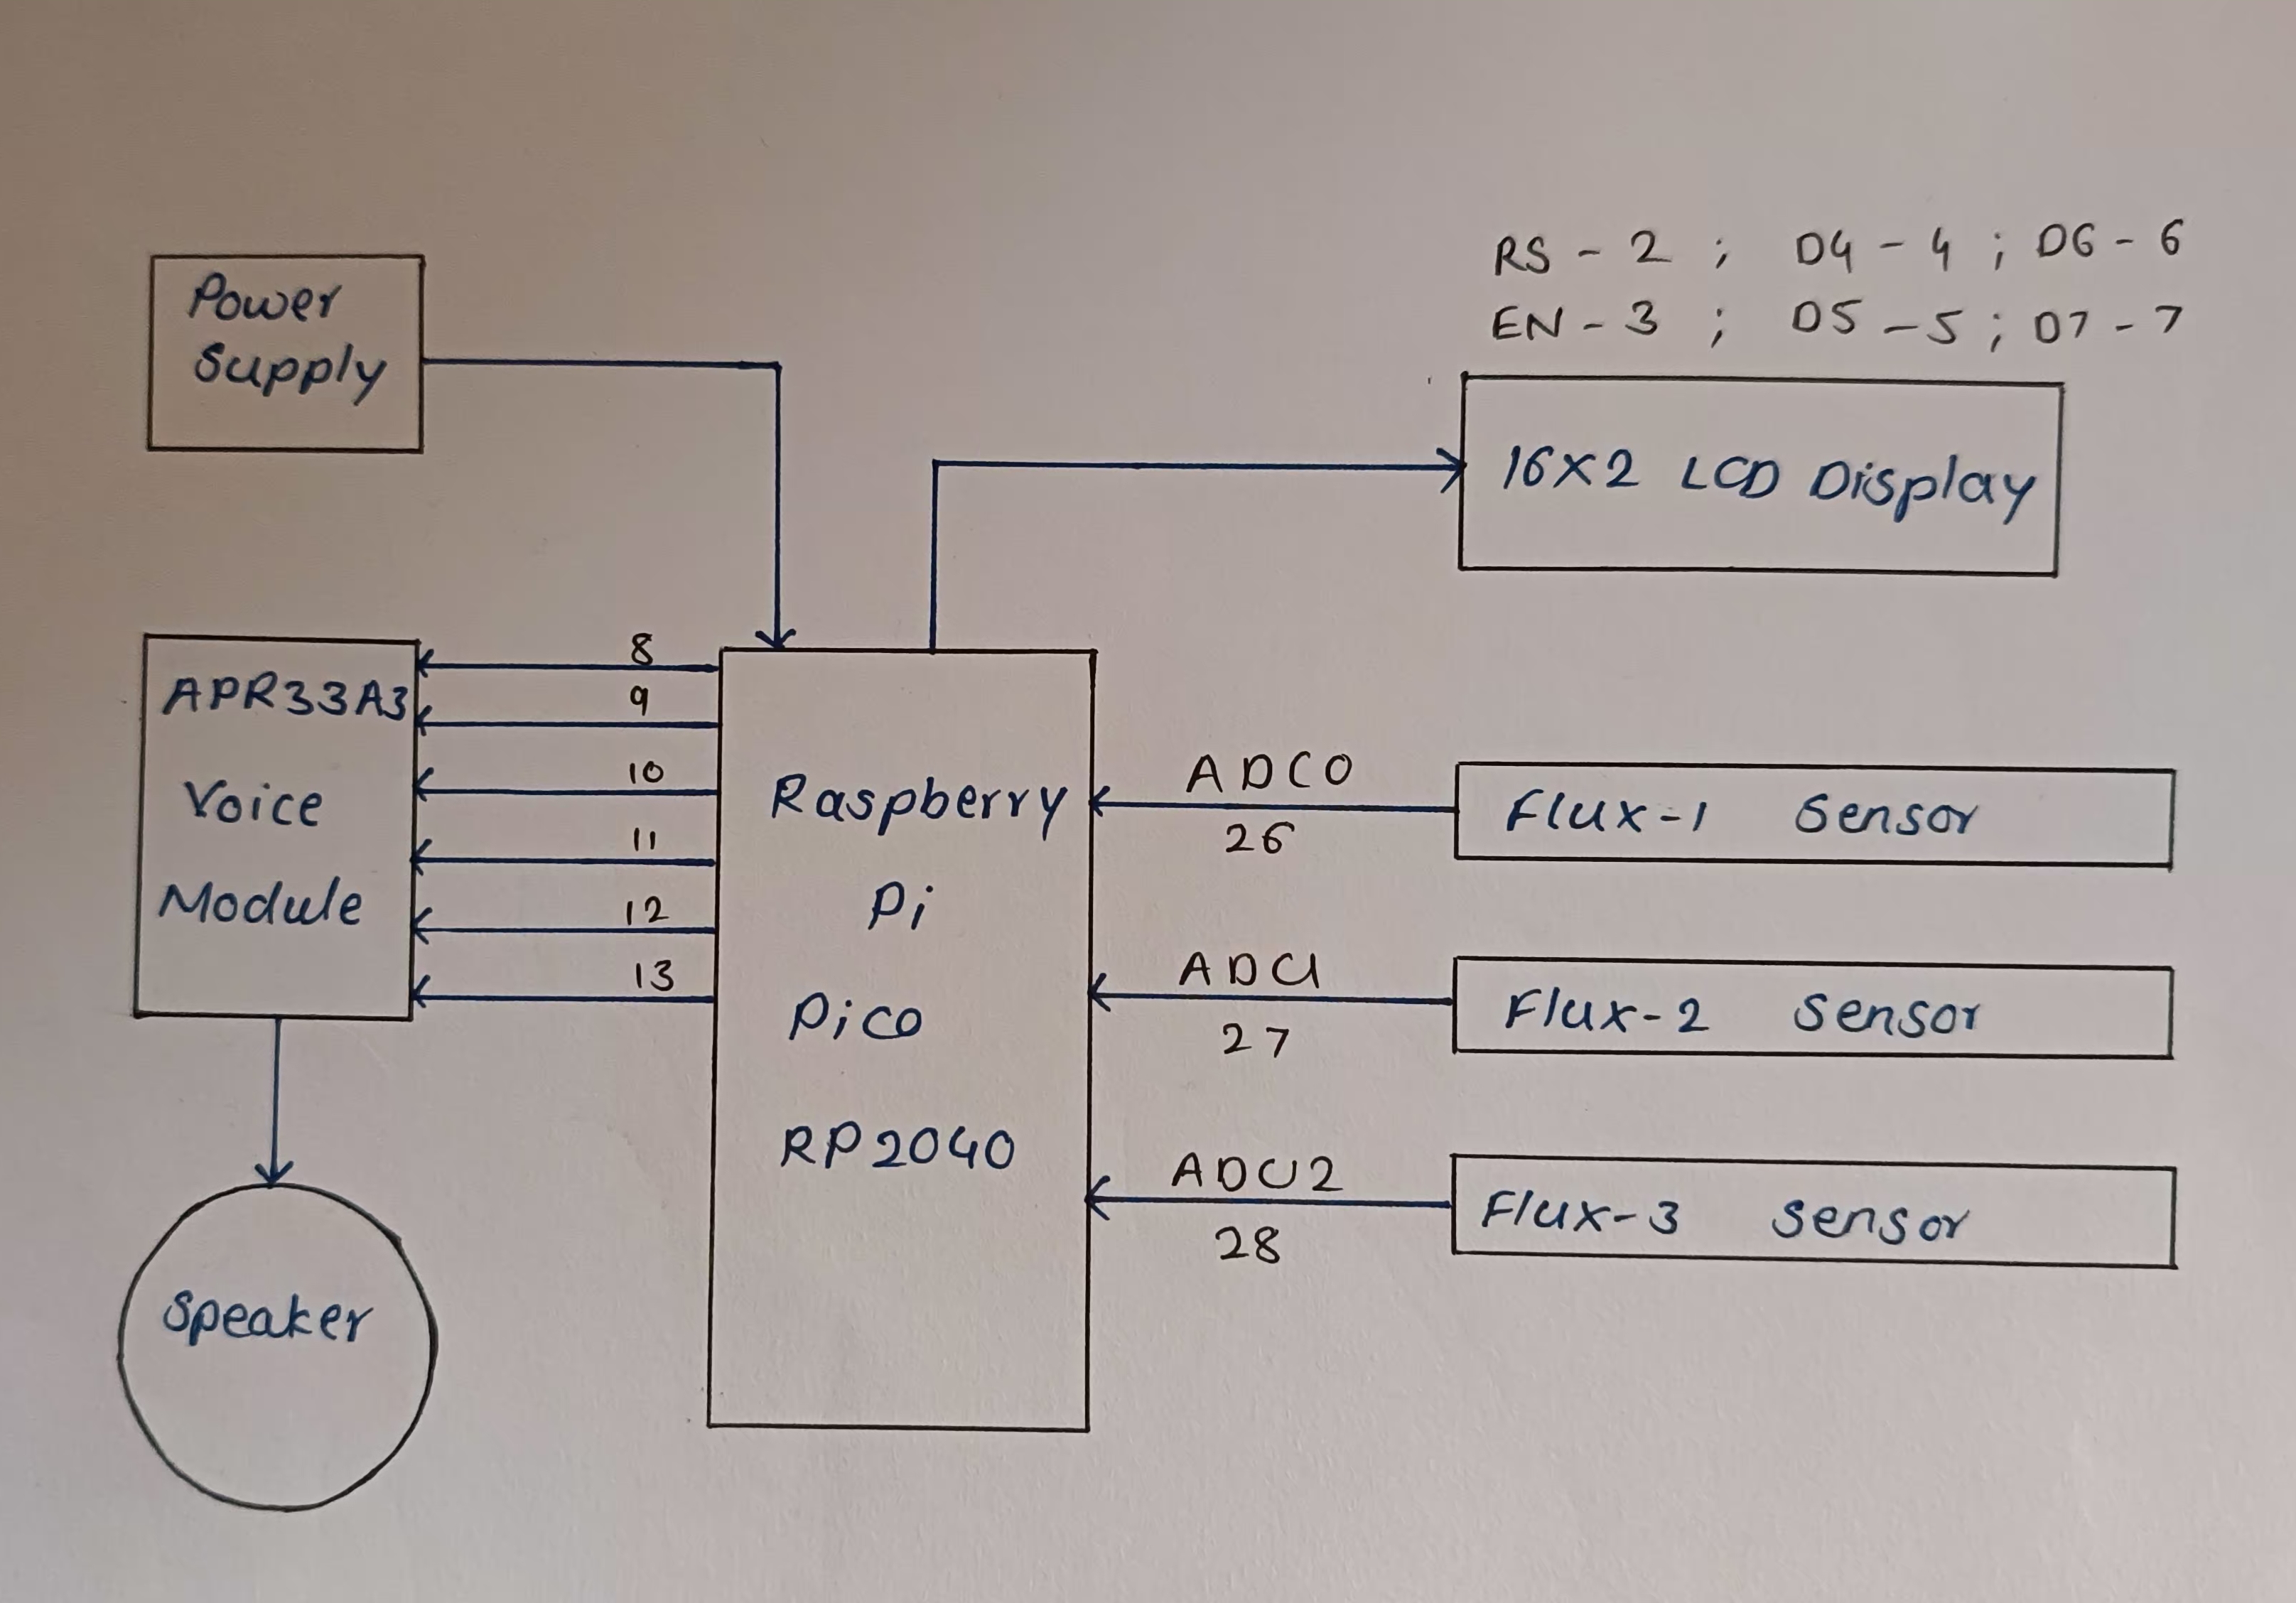 RS - 2 ; D4 - 4 ; D6 - 6
EN - 3 ; D5 - 5 ; D7 - 7
Power
Supply
16X2 LCD Display
8
9
10
11
12
13
APR33A3
Voice
Module
Raspberry
Pi
Pico
RP2040
ADC0
26
Flux-1 Sensor
ADC1
27
Flux-2 Sensor
ADC2
28
Flux-3 Sensor
Speaker